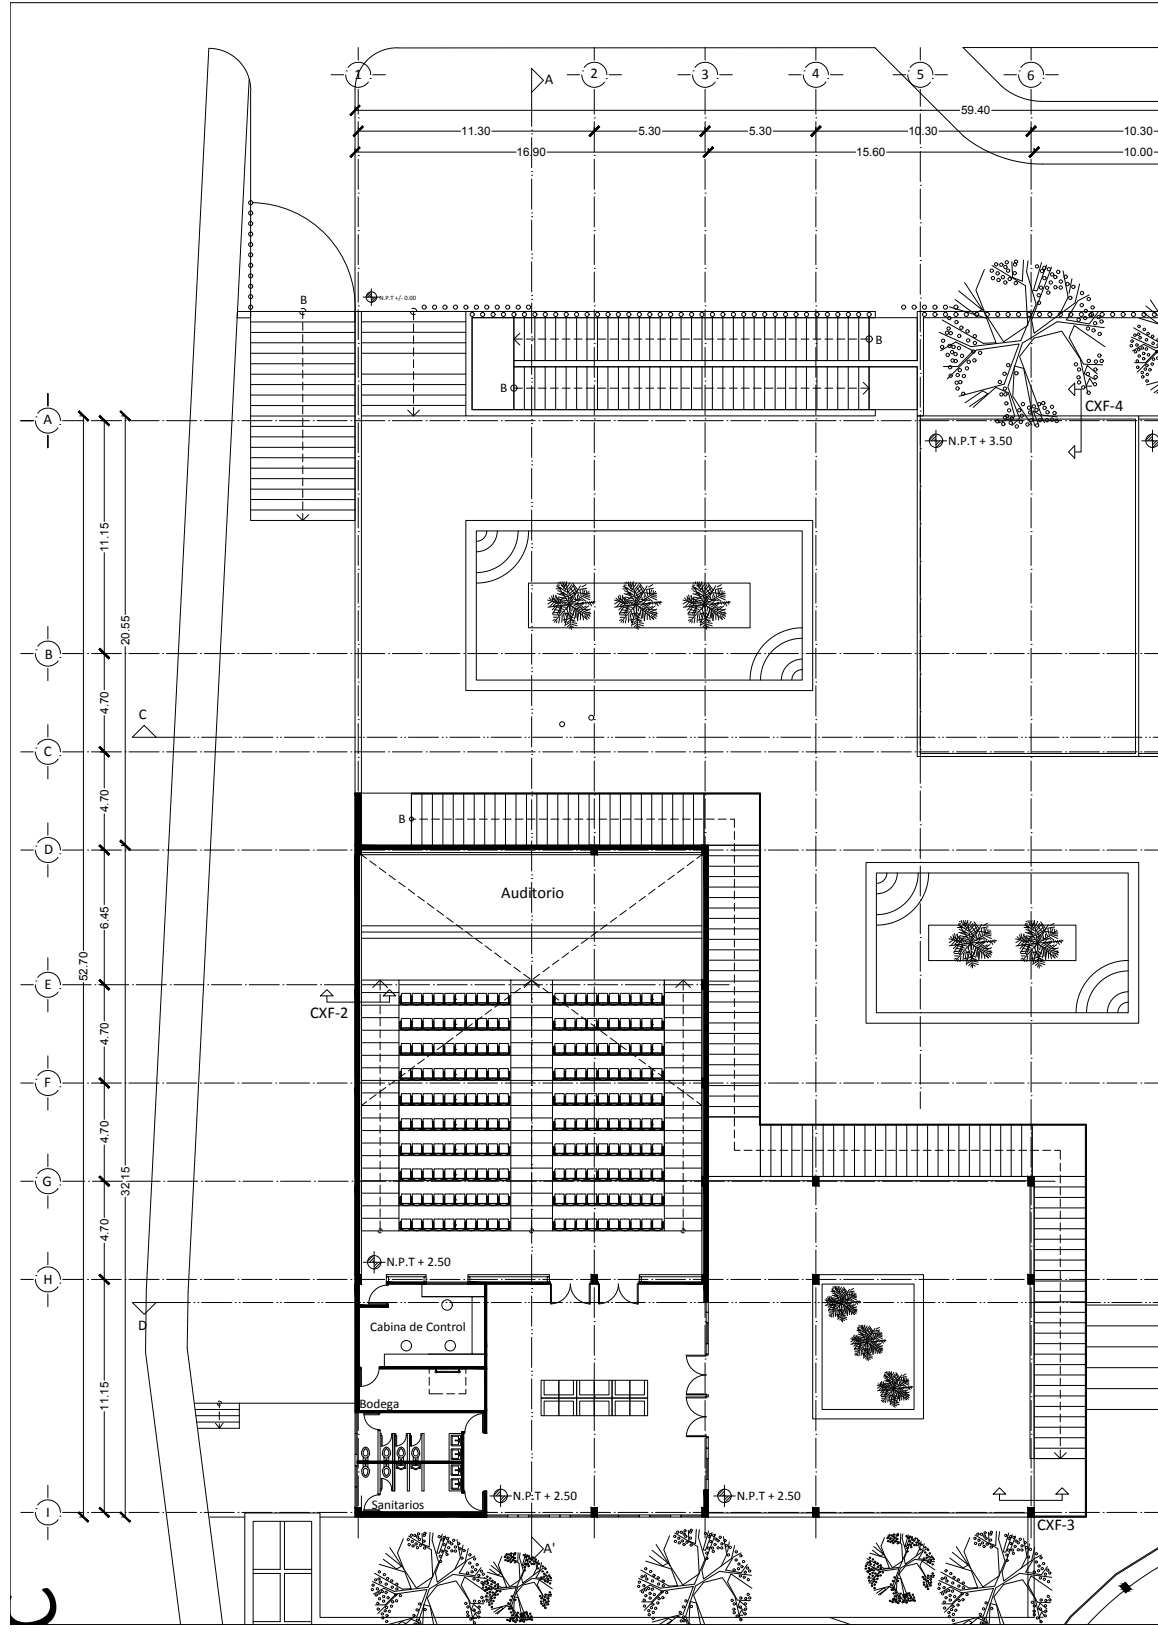 1
2
3
4
5
6
A
59.40
11.30
5.30
5.30
10.30
10.30
16.90
15.60
10.00
B
N.P.T +/- 0.00
B
B
CXF-4
A
N.P.T + 3.50
11.15
20.55
B
4.70
C
C
4.70
B
D
Auditorio
6.45
52.70
E
CXF-2
4.70
F
4.70
G
32.15
4.70
N.P.T + 2.50
H
D
Cabina de Control
11.15
Bodega
Sanitarios
N.P.T + 2.50
N.P.T + 2.50
I
CXF-3
A'